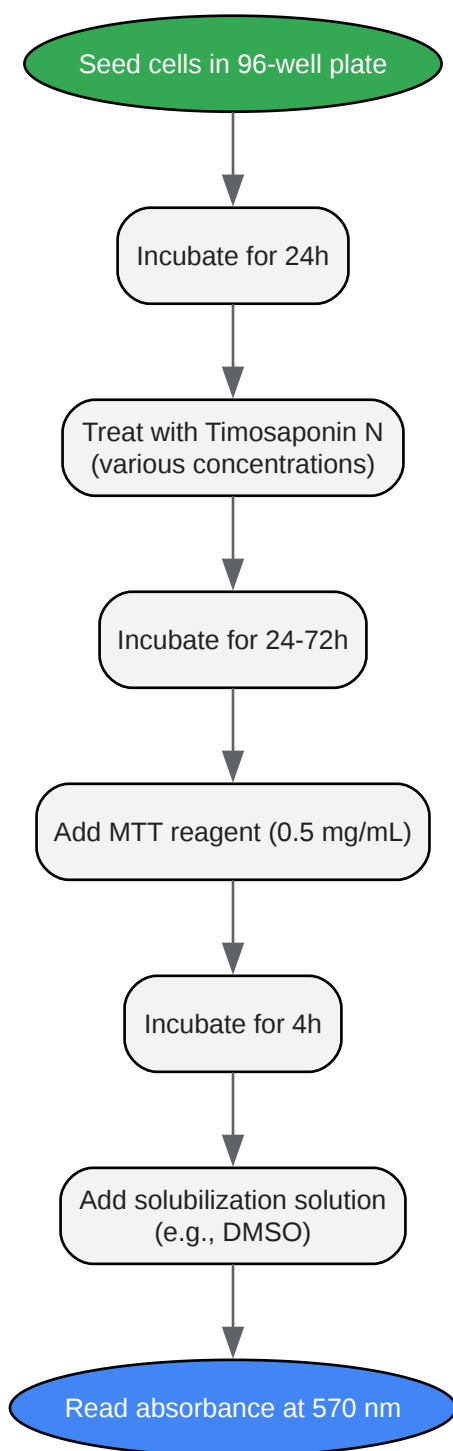 Seed cells in 96-well plate
Incubate for 24h
Treat with Timosaponin N
(various concentrations)
Incubate for 24-72h
Add MTT reagent (0.5 mg/mL)
Incubate for 4h
Add solubilization solution
(e.g., DMSO)
Read absorbance at 570 nm